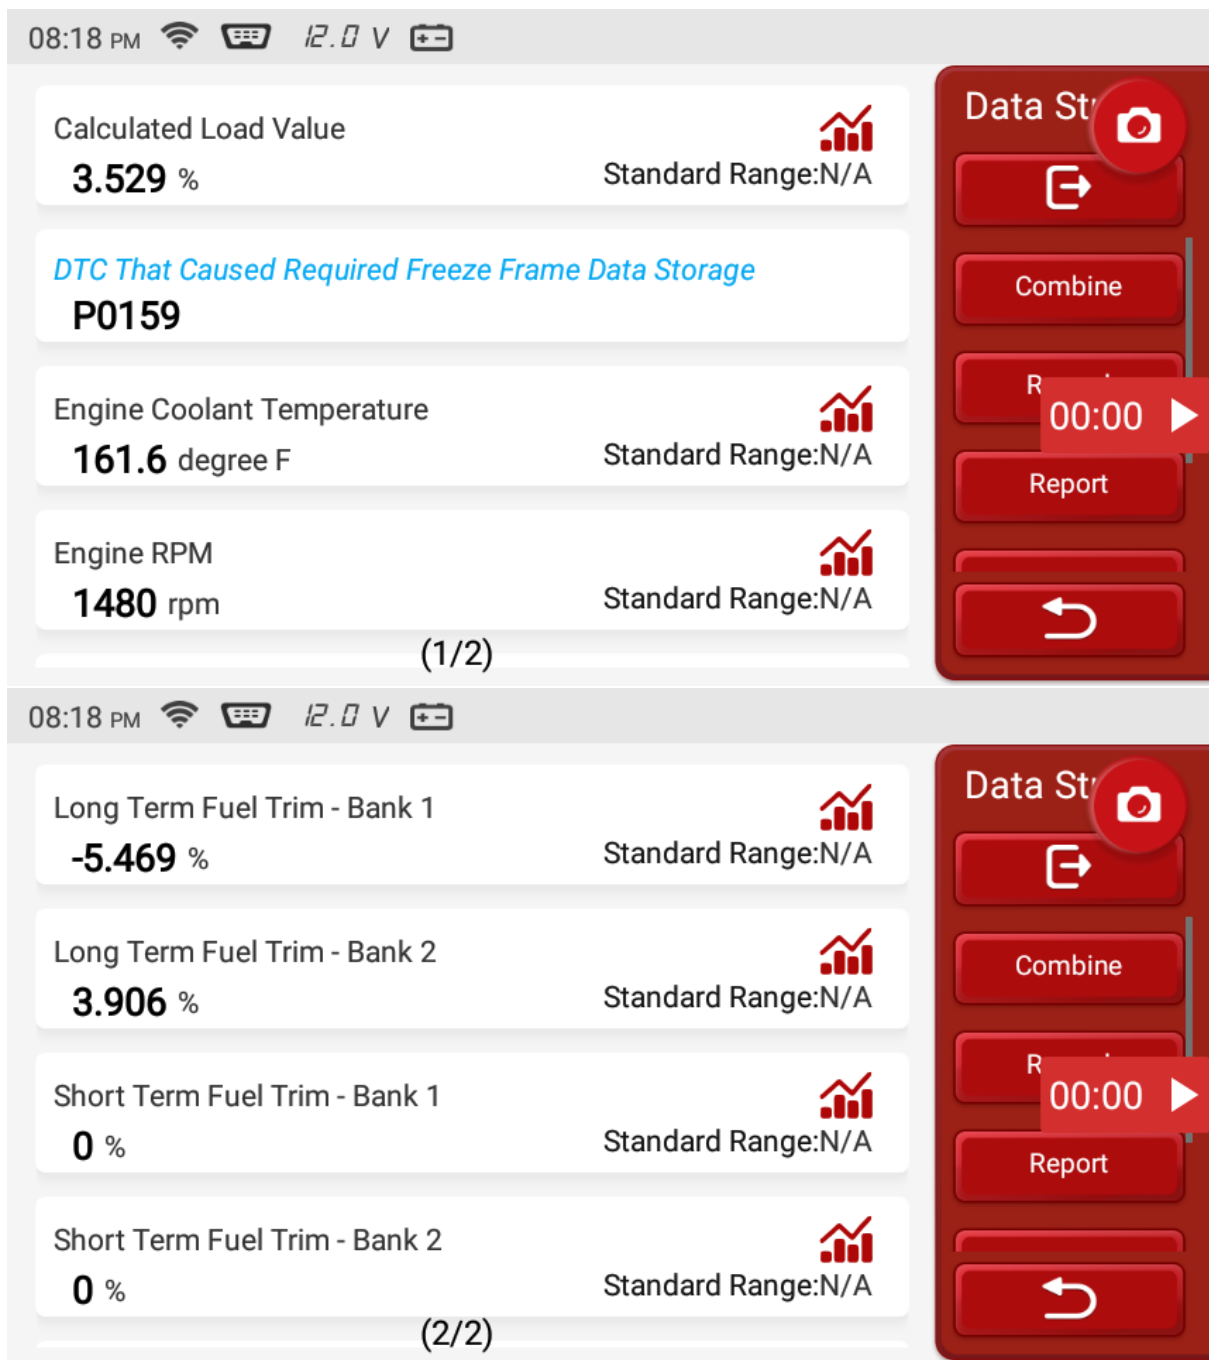 08:18 PM 12.0 V
Calculated Load Value
3.529 %
Standard Range:N/A
DTC That Caused Required Freeze Frame Data Storage
P0159
Engine Coolant Temperature
161.6 degree F
Standard Range:N/A
Engine RPM
1480 rpm
Standard Range:N/A
(1/2)
Data St
Combine
R
00:00
Report
08:18 PM 12.0 V
Long Term Fuel Trim - Bank 1
-5.469 %
Standard Range:N/A
Long Term Fuel Trim - Bank 2
3.906 %
Standard Range:N/A
Short Term Fuel Trim - Bank 1
0 %
Standard Range:N/A
Short Term Fuel Trim - Bank 2
0 %
Standard Range:N/A
(2/2)
Data St
Combine
R
00:00
Report